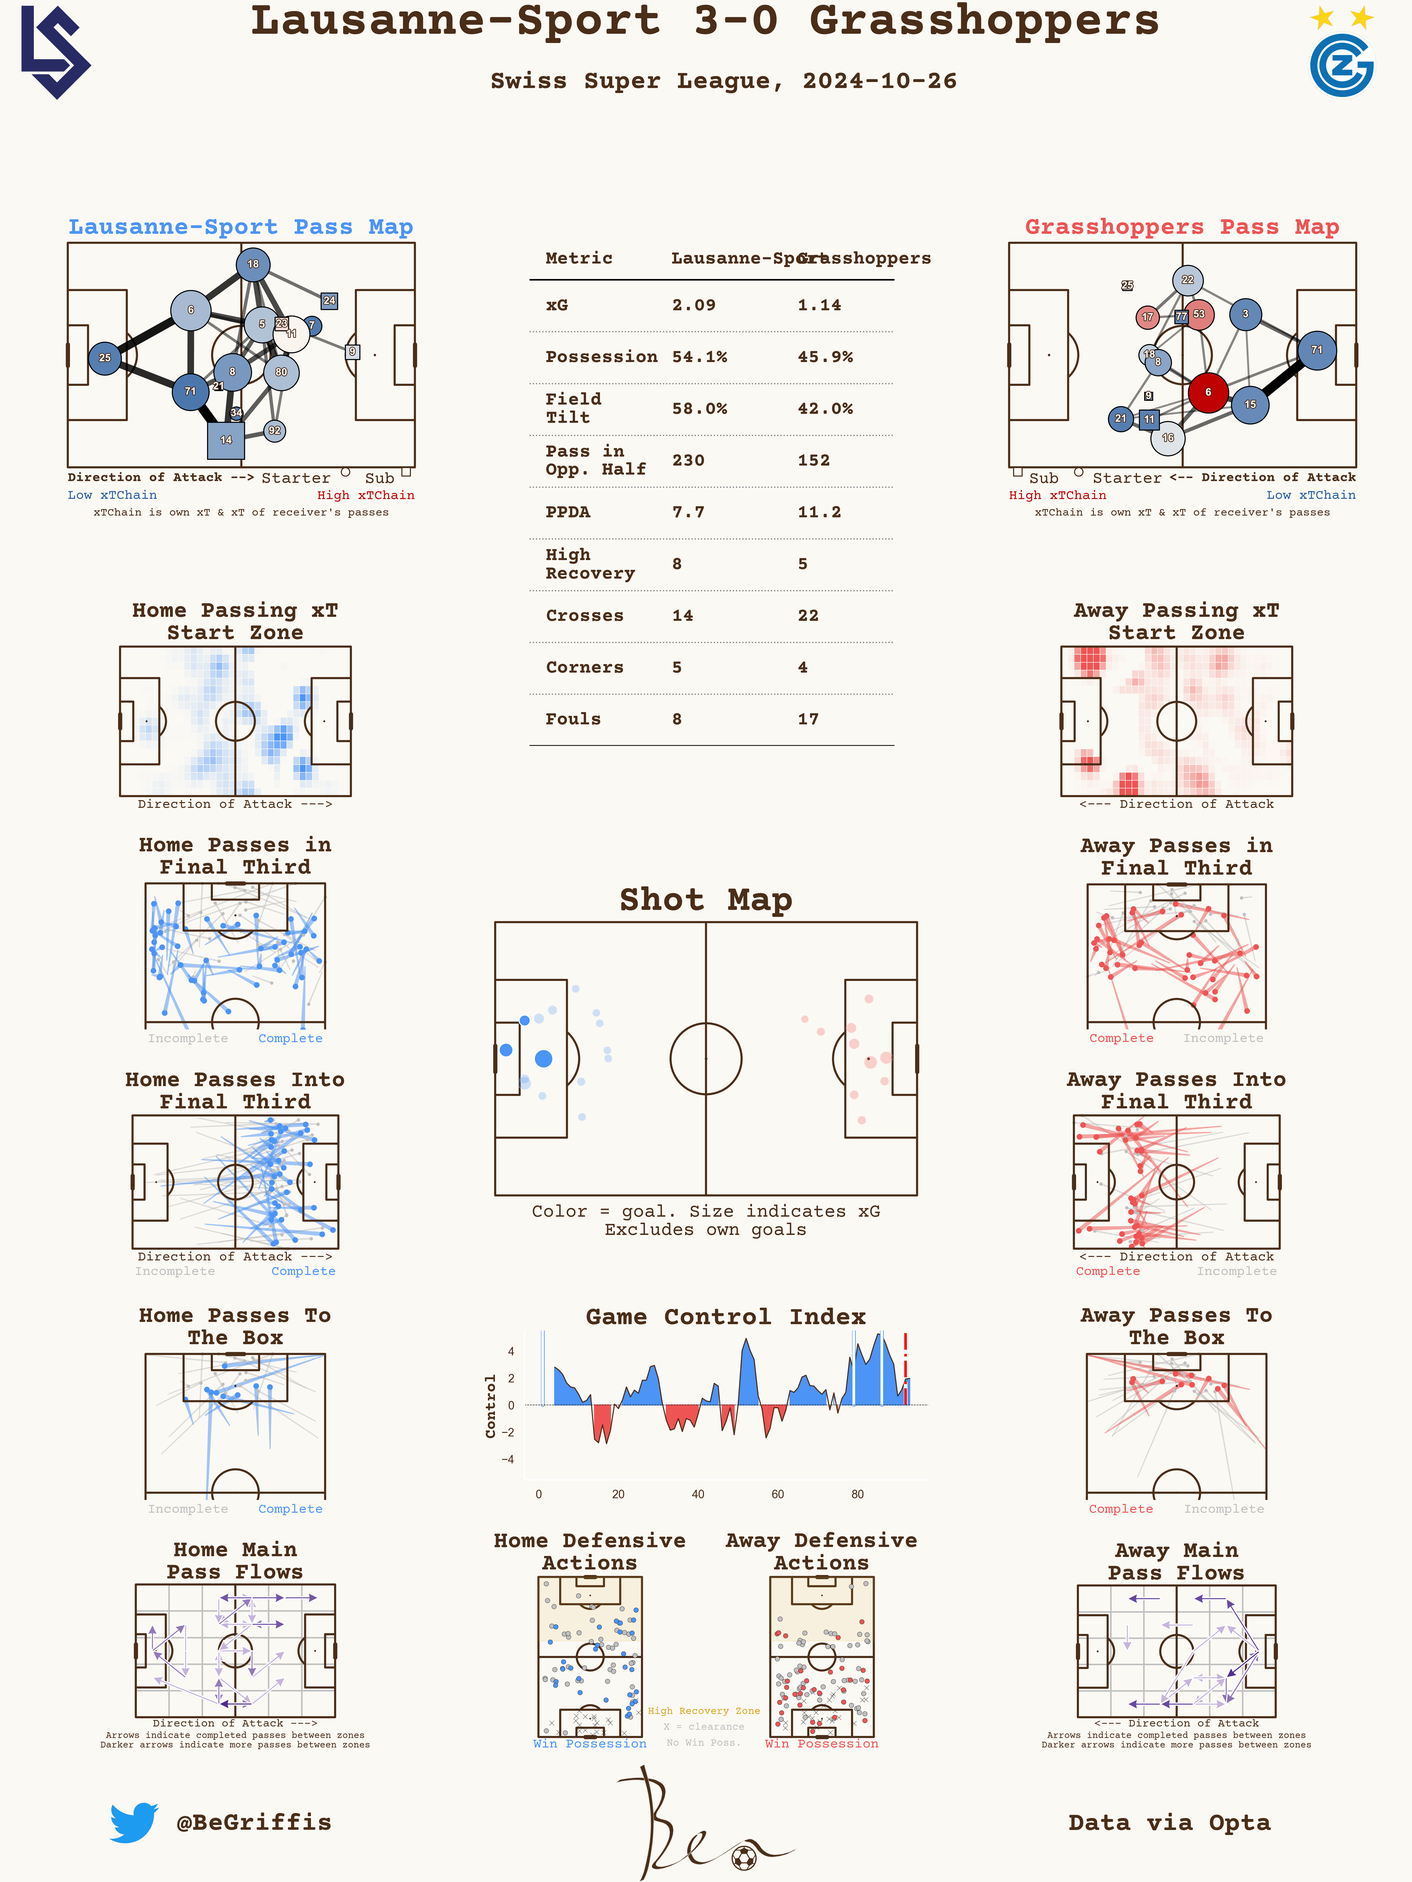 Lausanne-Sport 3-0 Grasshoppers
Swiss Super League, 2024-10-26
Lausanne-Sport Pass Map
18
24
6
5
23
11
7
9
25
8
80
71
21
34
14
92
Direction of Attack --> Starter Sub
Low xTChain High xTChain
xTChain is own xT & xT of receiver's passes
Metric Lausanne-Sport Grasshoppers
xG 2.09 1.14
Possession 54.1% 45.9%
Field
Tilt 58.0% 42.0%
Pass in
Opp. Half 230 152
PPDA 7.7 11.2
High
Recovery 8 5
Crosses 14 22
Corners 5 4
Fouls 8 17
Grasshoppers Pass Map
25
22
17
77
53
3
18
8
71
6
9
15
21
11
16
Sub Starter <-- Direction of Attack
High xTChain Low xTChain
xTChain is own xT & xT of receiver's passes
Home Passing xT
Start Zone
Direction of Attack --->
Away Passing xT
Start Zone
<--- Direction of Attack
Home Passes in
Final Third
Incomplete Complete
Shot Map
Color = goal. Size indicates xG
Excludes own goals
Away Passes in
Final Third
Complete Incomplete
Home Passes Into
Final Third
Direction of Attack --->
Incomplete Complete
Away Passes Into
Final Third
<--- Direction of Attack
Complete Incomplete
Home Passes To
The Box
Incomplete Complete
Game Control Index
Control
4
2
0
−2
−4
0 20 40 60 80
Away Passes To
The Box
Complete Incomplete
Home Main
Pass Flows
Direction of Attack --->
Arrows indicate completed passes between zones
Darker arrows indicate more passes between zones
Home Defensive
Actions
Win Possession
High Recovery Zone
X = clearance
No Win Poss.
Away Defensive
Actions
Win Possession
Away Main
Pass Flows
<--- Direction of Attack
Arrows indicate completed passes between zones
Darker arrows indicate more passes between zones
@BeGriffis
Ben
Data via Opta